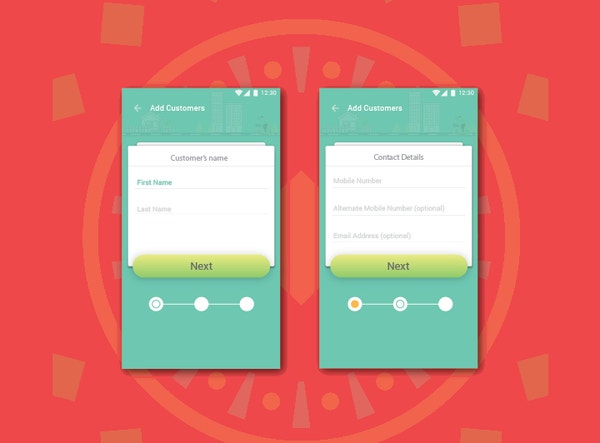 12:30
Add Customers
Customer's name
First Name
Last Name
Next
12:30
Add Customers
Contact Details
Mobile Number
Alternate Mobile Number (optional)
Email Address (optional)
Next